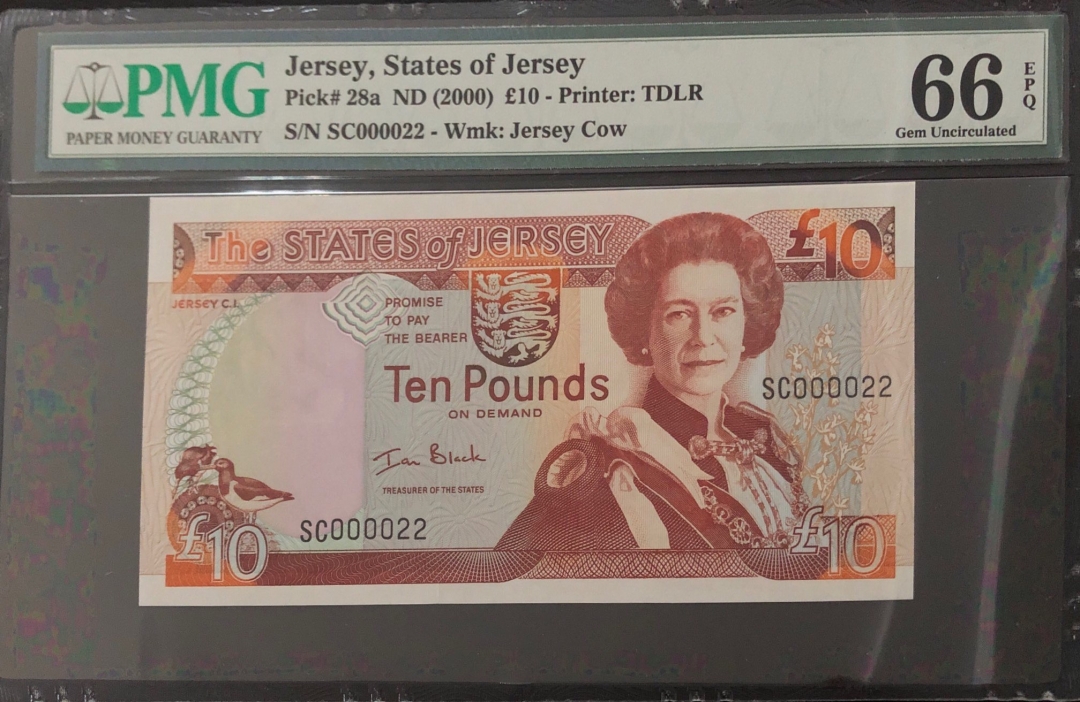 PMG
PAPER MONEY GUARANTY
Jersey, States of Jersey
Pick# 28a ND (2000) £10 - Printer: TDLR
S/N SC000022 - Wmk: Jersey Cow
66
EPQ
Gem Uncirculated
The STATES of JERSEY
£10
JERSEY C.I.
PROMISE
TO PAY
THE BEARER
Ten Pounds
ON DEMAND
SC000022
Ian Black
TREASURER OF THE STATES
SC000022
£10
£10